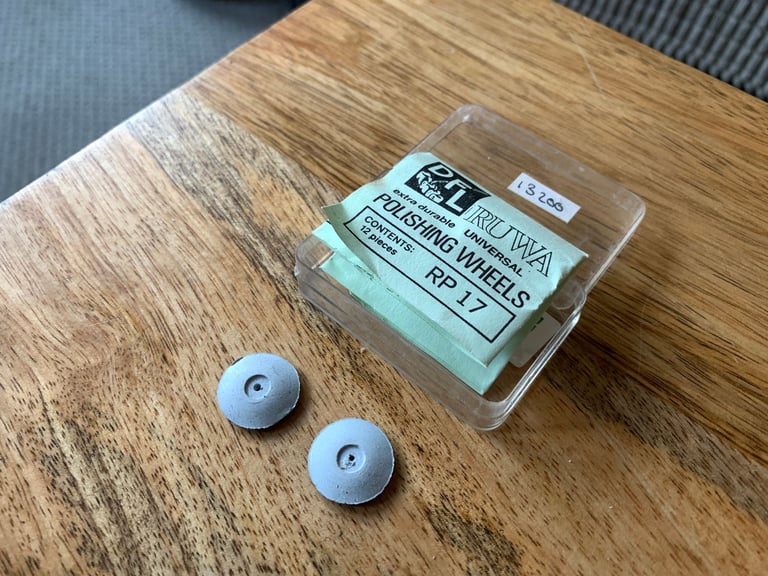 13200
DFL
RUWA
extra durable UNIVERSAL
POLISHING WHEELS
CONTENTS:
12 pieces
RP 17